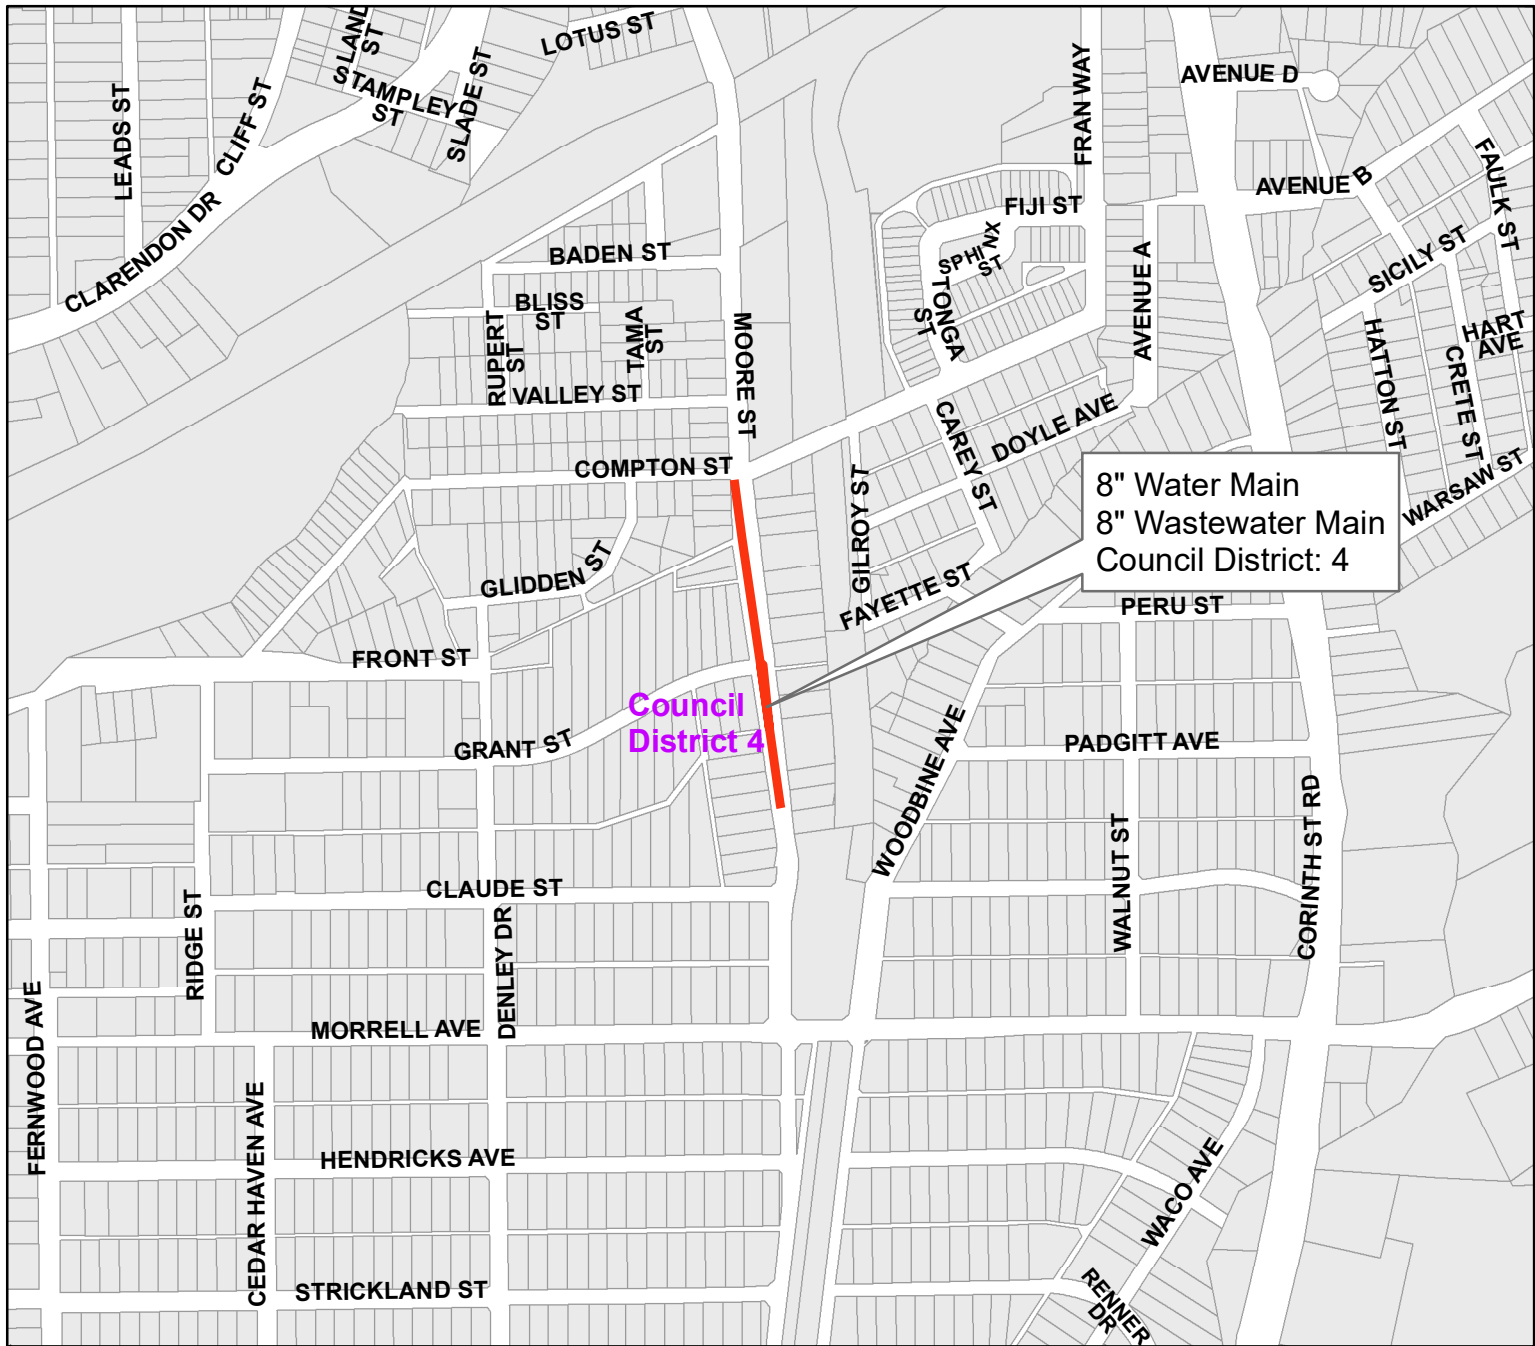 LOTUS ST
LAND
ST
STAMPLEY
ST
SLADE ST
CLIFF ST
LEADS ST
CLARENDON DR
FRAN WAY
AVENUE D
AVENUE B
FAULK ST
FIJI ST
SPHINX
ST
SICILY ST
BADEN ST
BLISS
ST
TAMA
ST
RUPERT
ST
VALLEY ST
MOORE ST
TONGA
ST
AVENUE A
HATTON ST
CRETE ST
HART
AVE
COMPTON ST
CAREY ST
DOYLE AVE
WARSAW ST
GILROY ST
8" Water Main
8" Wastewater Main
Council District: 4
GLIDDEN ST
FAYETTE ST
PERU ST
FRONT ST
Council
District 4
GRANT ST
WOODBINE AVE
PADGITT AVE
CORINTH ST RD
WALNUT ST
CLAUDE ST
RIDGE ST
DENLEY DR
MORRELL AVE
FERNWOOD AVE
CEDAR HAVEN AVE
HENDRICKS AVE
WACO AVE
STRICKLAND ST
RENNER
DR